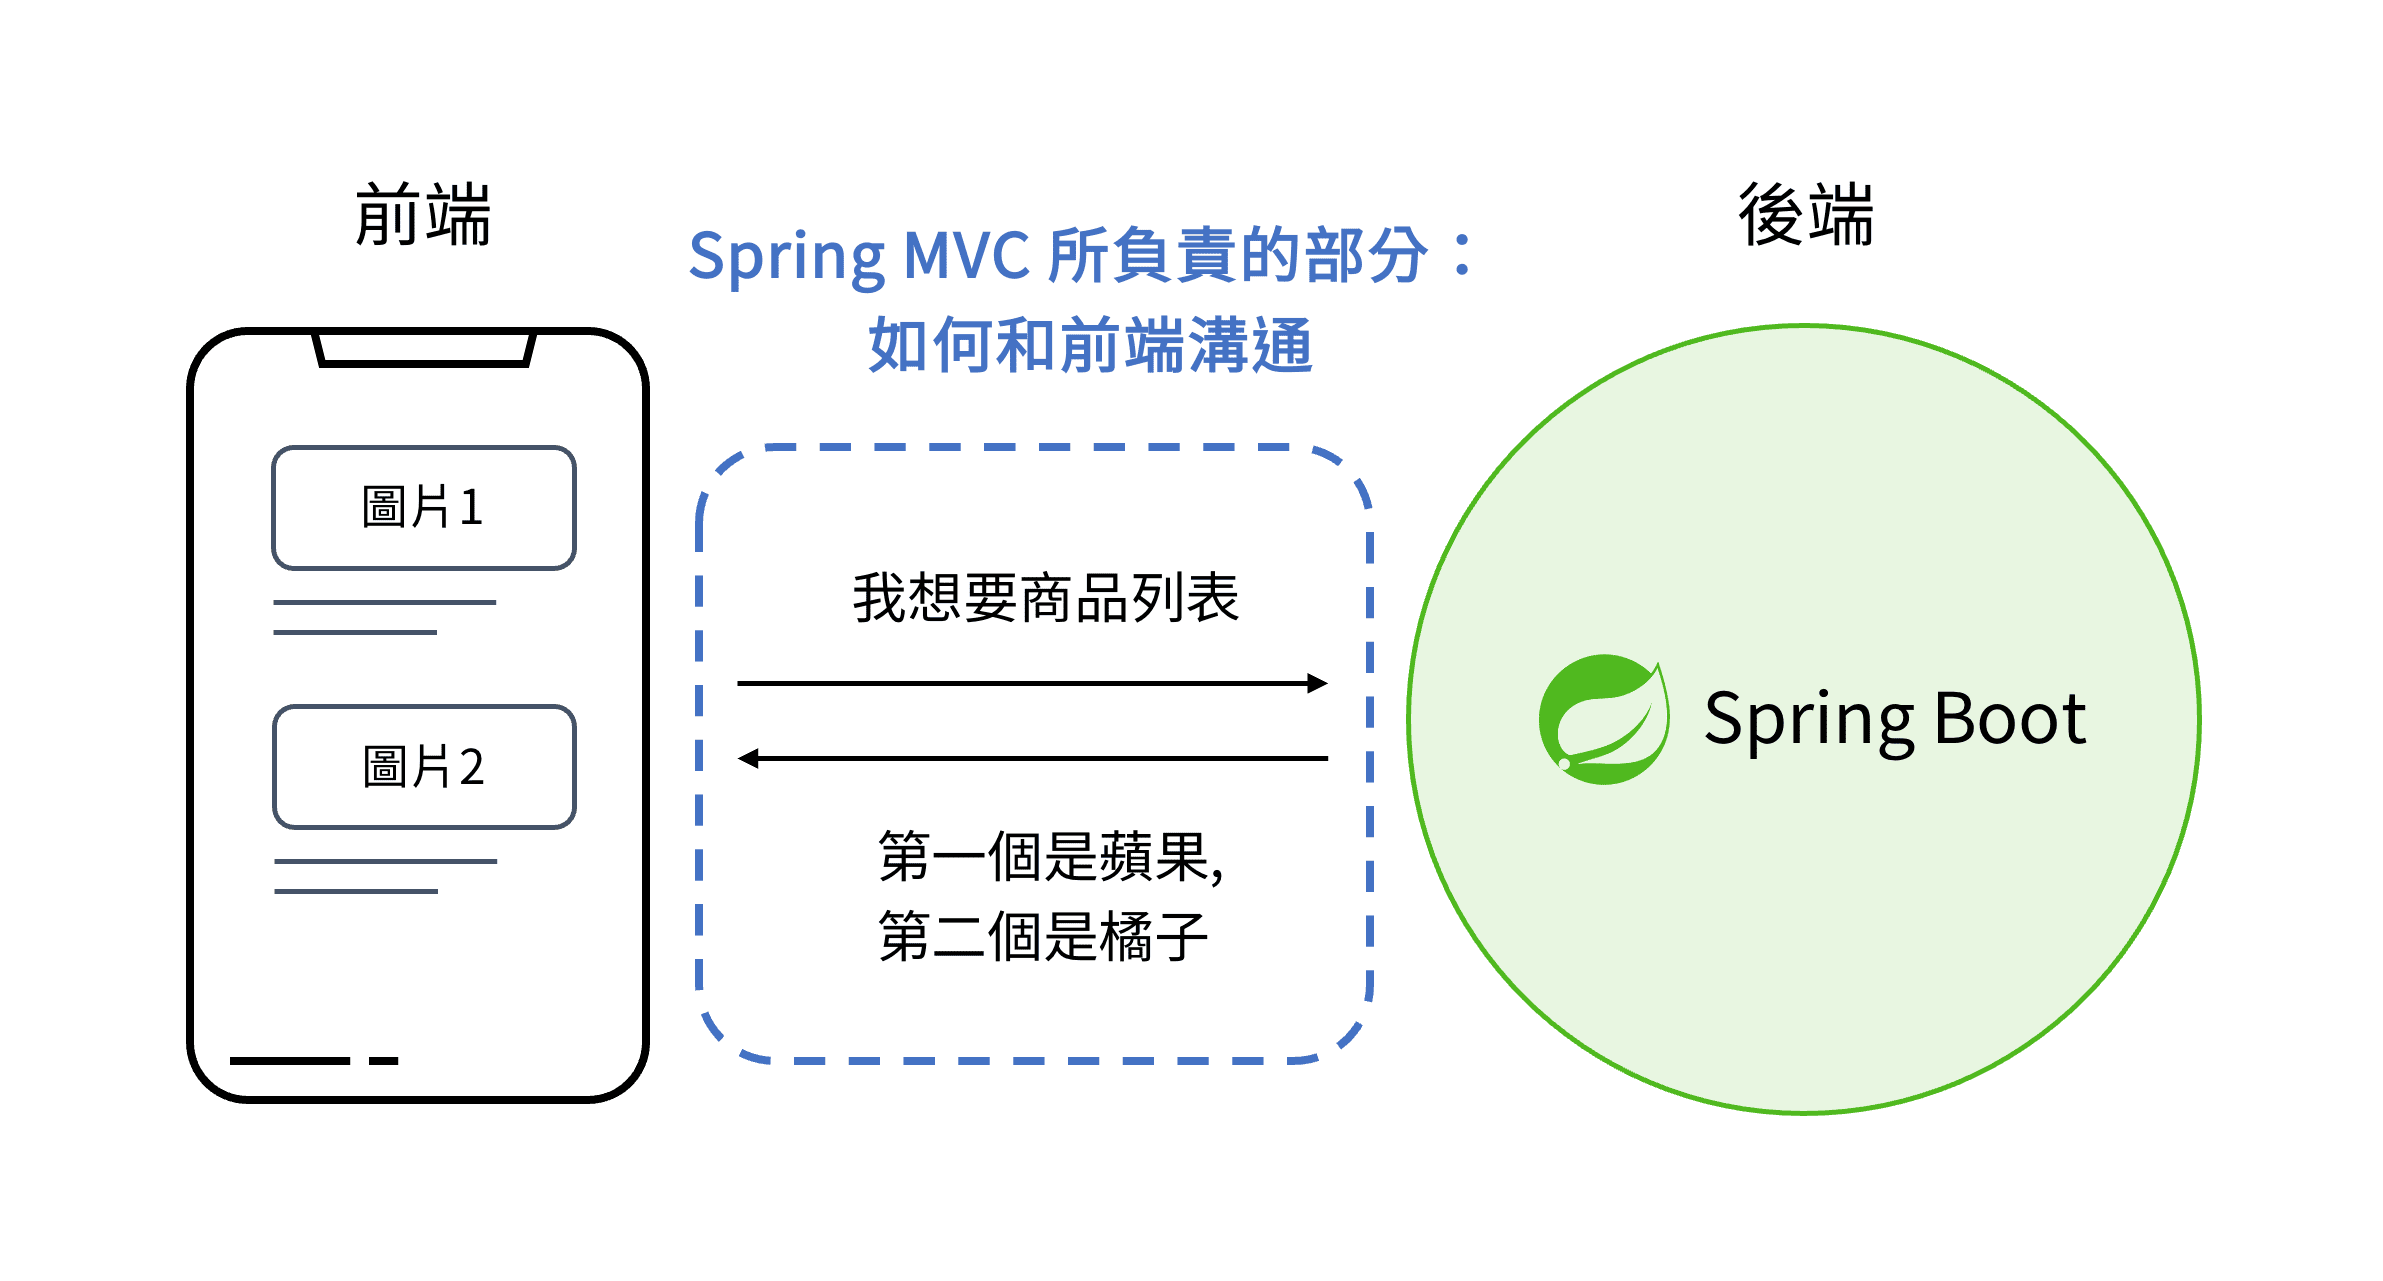 前端
圖片1
圖片2
Spring MVC 所負責的部分：
如何和前端溝通
我想要商品列表
第一個是蘋果,
第二個是橘子
後端
Spring Boot